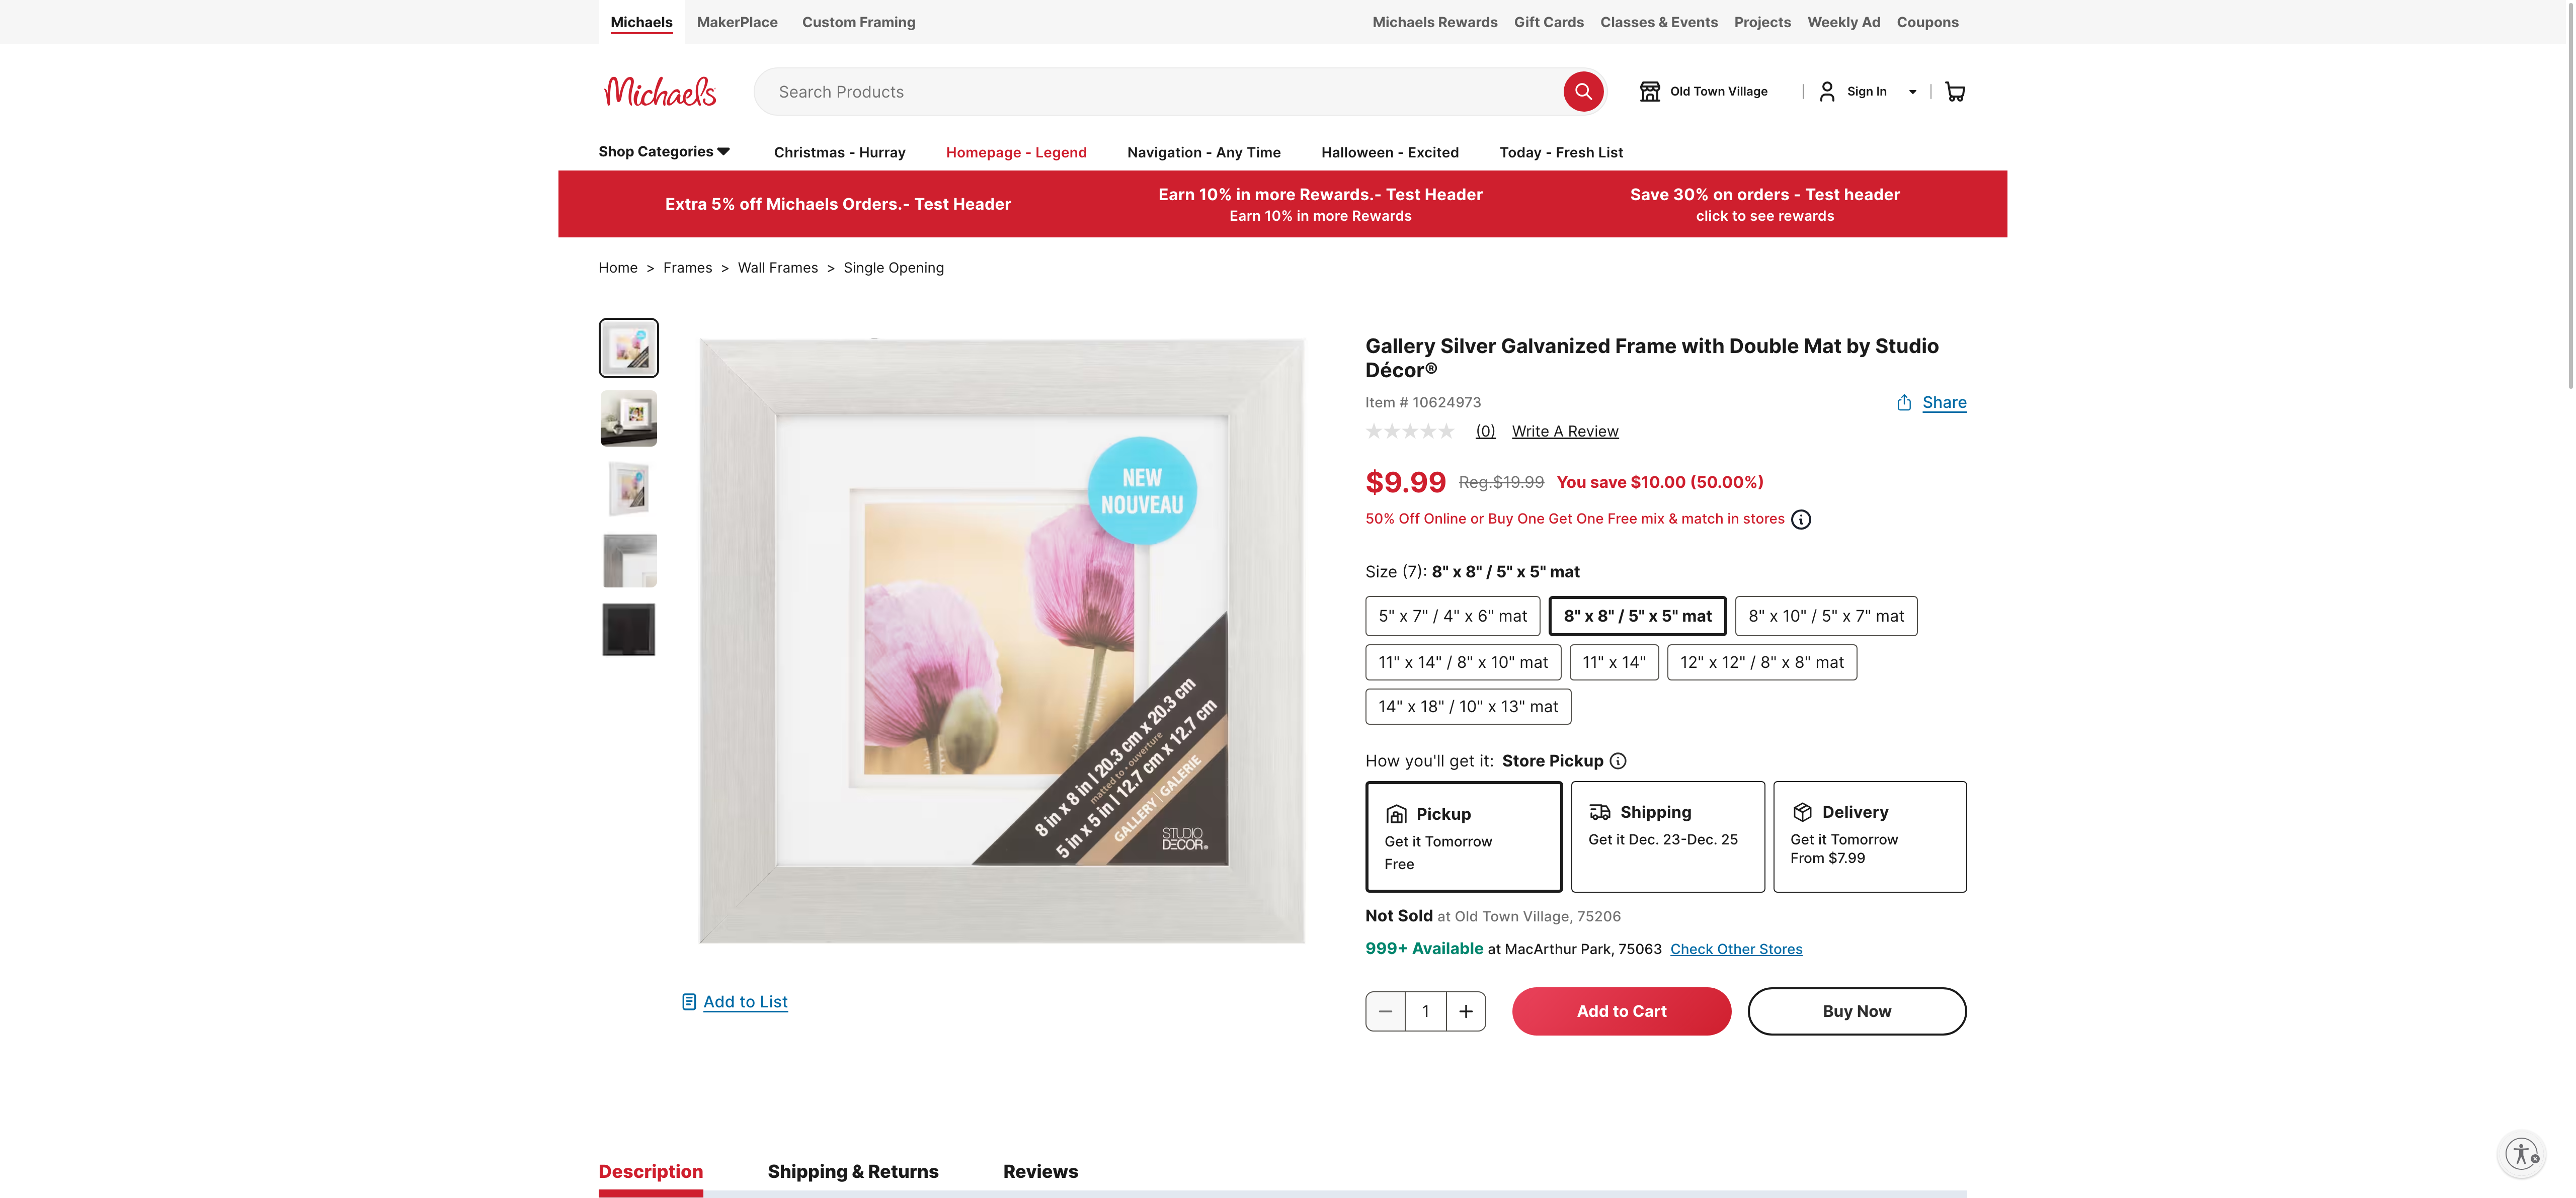 Michaels
MakerPlace
Custom Framing
Michaels Rewards
Gift Cards
Classes & Events
Projects
Weekly Ad
Coupons
Michaels
Search Products
Old Town Village
Sign In
Shop Categories
Christmas - Hurray
Homepage - Legend
Navigation - Any Time
Halloween - Excited
Today - Fresh List
Extra 5% off Michaels Orders.- Test Header
Earn 10% in more Rewards.- Test Header
Earn 10% in more Rewards
Save 30% on orders - Test header
click to see rewards
Home > Frames > Wall Frames > Single Opening
NEW
NOUVEAU
8 in x 8 in | 20.3 cm x 20.3 cm
matted to • ouverture
5 in x 5 in | 12.7 cm x 12.7 cm
GALLERY | GALERIE
STUDIO
DECOR®
Add to List
Gallery Silver Galvanized Frame with Double Mat by Studio
Décor®
Item # 10624973
Share
(0) Write A Review
$9.99 Reg.$19.99 You save $10.00 (50.00%)
50% Off Online or Buy One Get One Free mix & match in stores
Size (7): 8" x 8" / 5" x 5" mat
5" x 7" / 4" x 6" mat
8" x 8" / 5" x 5" mat
8" x 10" / 5" x 7" mat
11" x 14" / 8" x 10" mat
11" x 14"
12" x 12" / 8" x 8" mat
14" x 18" / 10" x 13" mat
How you'll get it: Store Pickup
Pickup
Get it Tomorrow
Free
Shipping
Get it Dec. 23-Dec. 25
Delivery
Get it Tomorrow
From $7.99
Not Sold at Old Town Village, 75206
999+ Available at MacArthur Park, 75063 Check Other Stores
1
Add to Cart
Buy Now
Description
Shipping & Returns
Reviews